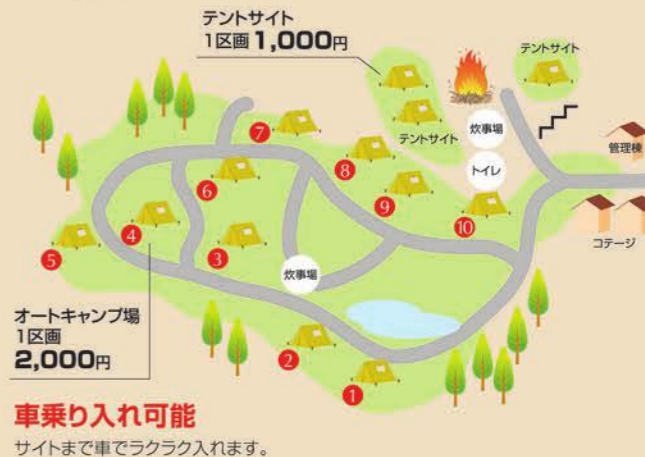 テントサイト
1区画1,000円
テントサイト
テントサイト
炊事場
トイレ
管理棟
コテージ
7
8
6
9
10
4
3
5
炊事場
オートキャンプ場
1区画
2,000円
2
1
車乗り入れ可能
サイトまで車でラクラク入れます。